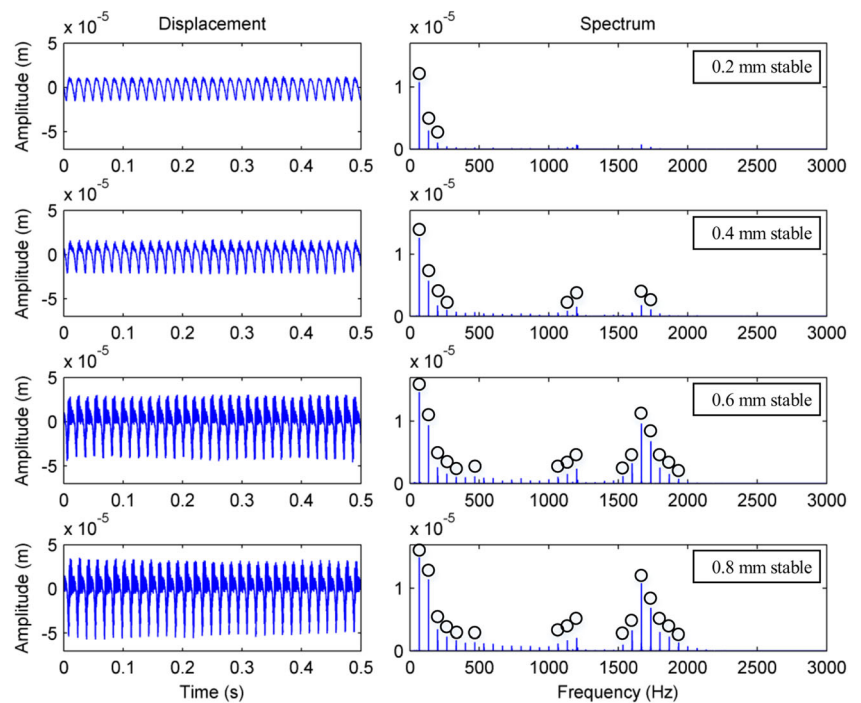 Displacement
Spectrum
x 10^-5
5
0
-5
Amplitude (m)
0 0.1 0.2 0.3 0.4 0.5
x 10^-5
1
0
0 500 1000 1500 2000 2500 3000
0.2 mm stable
x 10^-5
5
0
-5
Amplitude (m)
0 0.1 0.2 0.3 0.4 0.5
x 10^-5
1
0
0 500 1000 1500 2000 2500 3000
0.4 mm stable
x 10^-5
5
0
-5
Amplitude (m)
0 0.1 0.2 0.3 0.4 0.5
x 10^-5
1
0
0 500 1000 1500 2000 2500 3000
0.6 mm stable
x 10^-5
5
0
-5
Amplitude (m)
0 0.1 0.2 0.3 0.4 0.5
Time (s)
x 10^-5
1
0
0 500 1000 1500 2000 2500 3000
0.8 mm stable
Frequency (Hz)